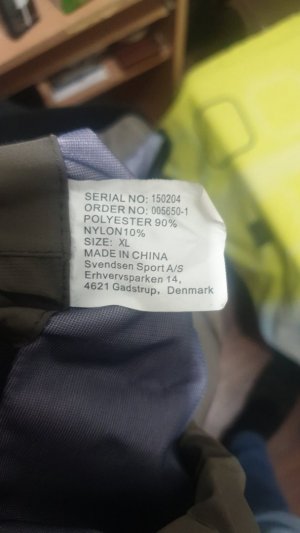 SERIAL NO: 150204
ORDER NO: 005650-1
POLYESTER 90%
NYLON10%
SIZE: XL
MADE IN CHINA
Svendsen Sport A/S
Erhvervsparken 14,
4621 Gadstrup, Denmark